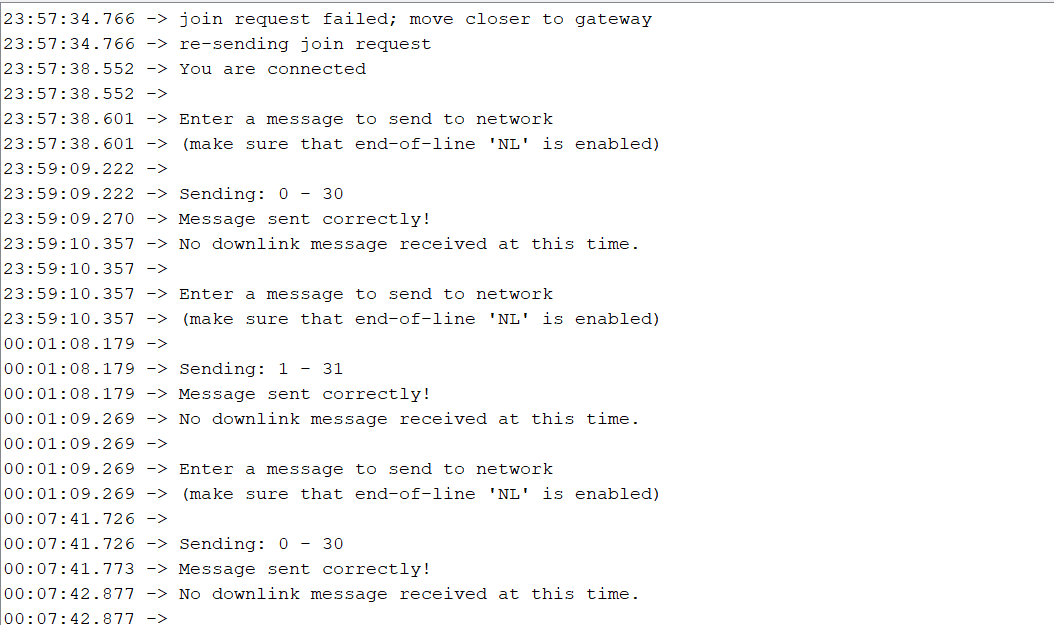 23:57:34.766 -> join request failed; move closer to gateway
23:57:34.766 -> re-sending join request
23:57:38.552 -> You are connected
23:57:38.552 ->
23:57:38.601 -> Enter a message to send to network
23:57:38.601 -> (make sure that end-of-line 'NL' is enabled)
23:59:09.222 ->
23:59:09.222 -> Sending: 0 - 30
23:59:09.270 -> Message sent correctly!
23:59:10.357 -> No downlink message received at this time.
23:59:10.357 ->
23:59:10.357 -> Enter a message to send to network
23:59:10.357 -> (make sure that end-of-line 'NL' is enabled)
00:01:08.179 ->
00:01:08.179 -> Sending: 1 - 31
00:01:08.179 -> Message sent correctly!
00:01:09.269 -> No downlink message received at this time.
00:01:09.269 ->
00:01:09.269 -> Enter a message to send to network
00:01:09.269 -> (make sure that end-of-line 'NL' is enabled)
00:07:41.726 ->
00:07:41.726 -> Sending: 0 - 30
00:07:41.773 -> Message sent correctly!
00:07:42.877 -> No downlink message received at this time.
00:07:42.877 ->